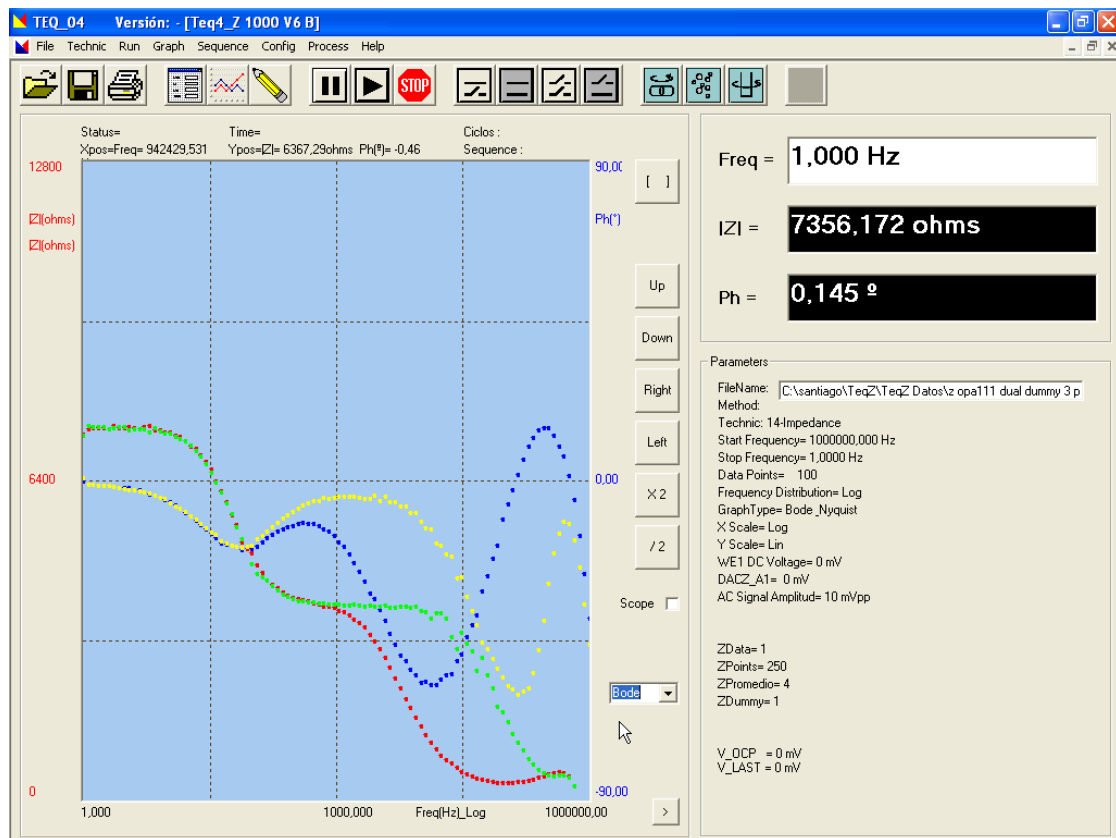 TEQ_04 Versión: - [Teq4_Z 1000 V6 B]
File Technic Run Graph Sequence Config Process Help
STOP
Status= Time= Ciclos :
Xpos=Freq= 942429,531 Ypos=|Z|= 6367,29ohms Ph(º)= -0,46 Sequence :
12800
90,00
[ ]
|Z|(ohms)
Ph(°)
|Z|(ohms)
Up
Down
Right
Left
6400
0,00
X 2
/ 2
Scope
Bode
0
-90,00
1,000 1000,000 Freq(Hz)_Log 1000000,00
>
Freq = 1,000 Hz
|Z| = 7356,172 ohms
Ph = 0,145 º
Parameters
FileName: C:\santiago\TeqZ\TeqZ Datos\z opa111 dual dummy 3 p
Method:
Technic: 14-Impedance
Start Frequency= 1000000,000 Hz
Stop Frequency= 1,0000 Hz
Data Points= 100
Frequency Distribution= Log
GraphType= Bode_Nyquist
X Scale= Log
Y Scale= Lin
WE1 DC Voltage= 0 mV
DACZ_A1= 0 mV
AC Signal Amplitud= 10 mVpp
ZData= 1
ZPoints= 250
ZPromedio= 4
ZDummy= 1
V_OCP = 0 mV
V_LAST = 0 mV